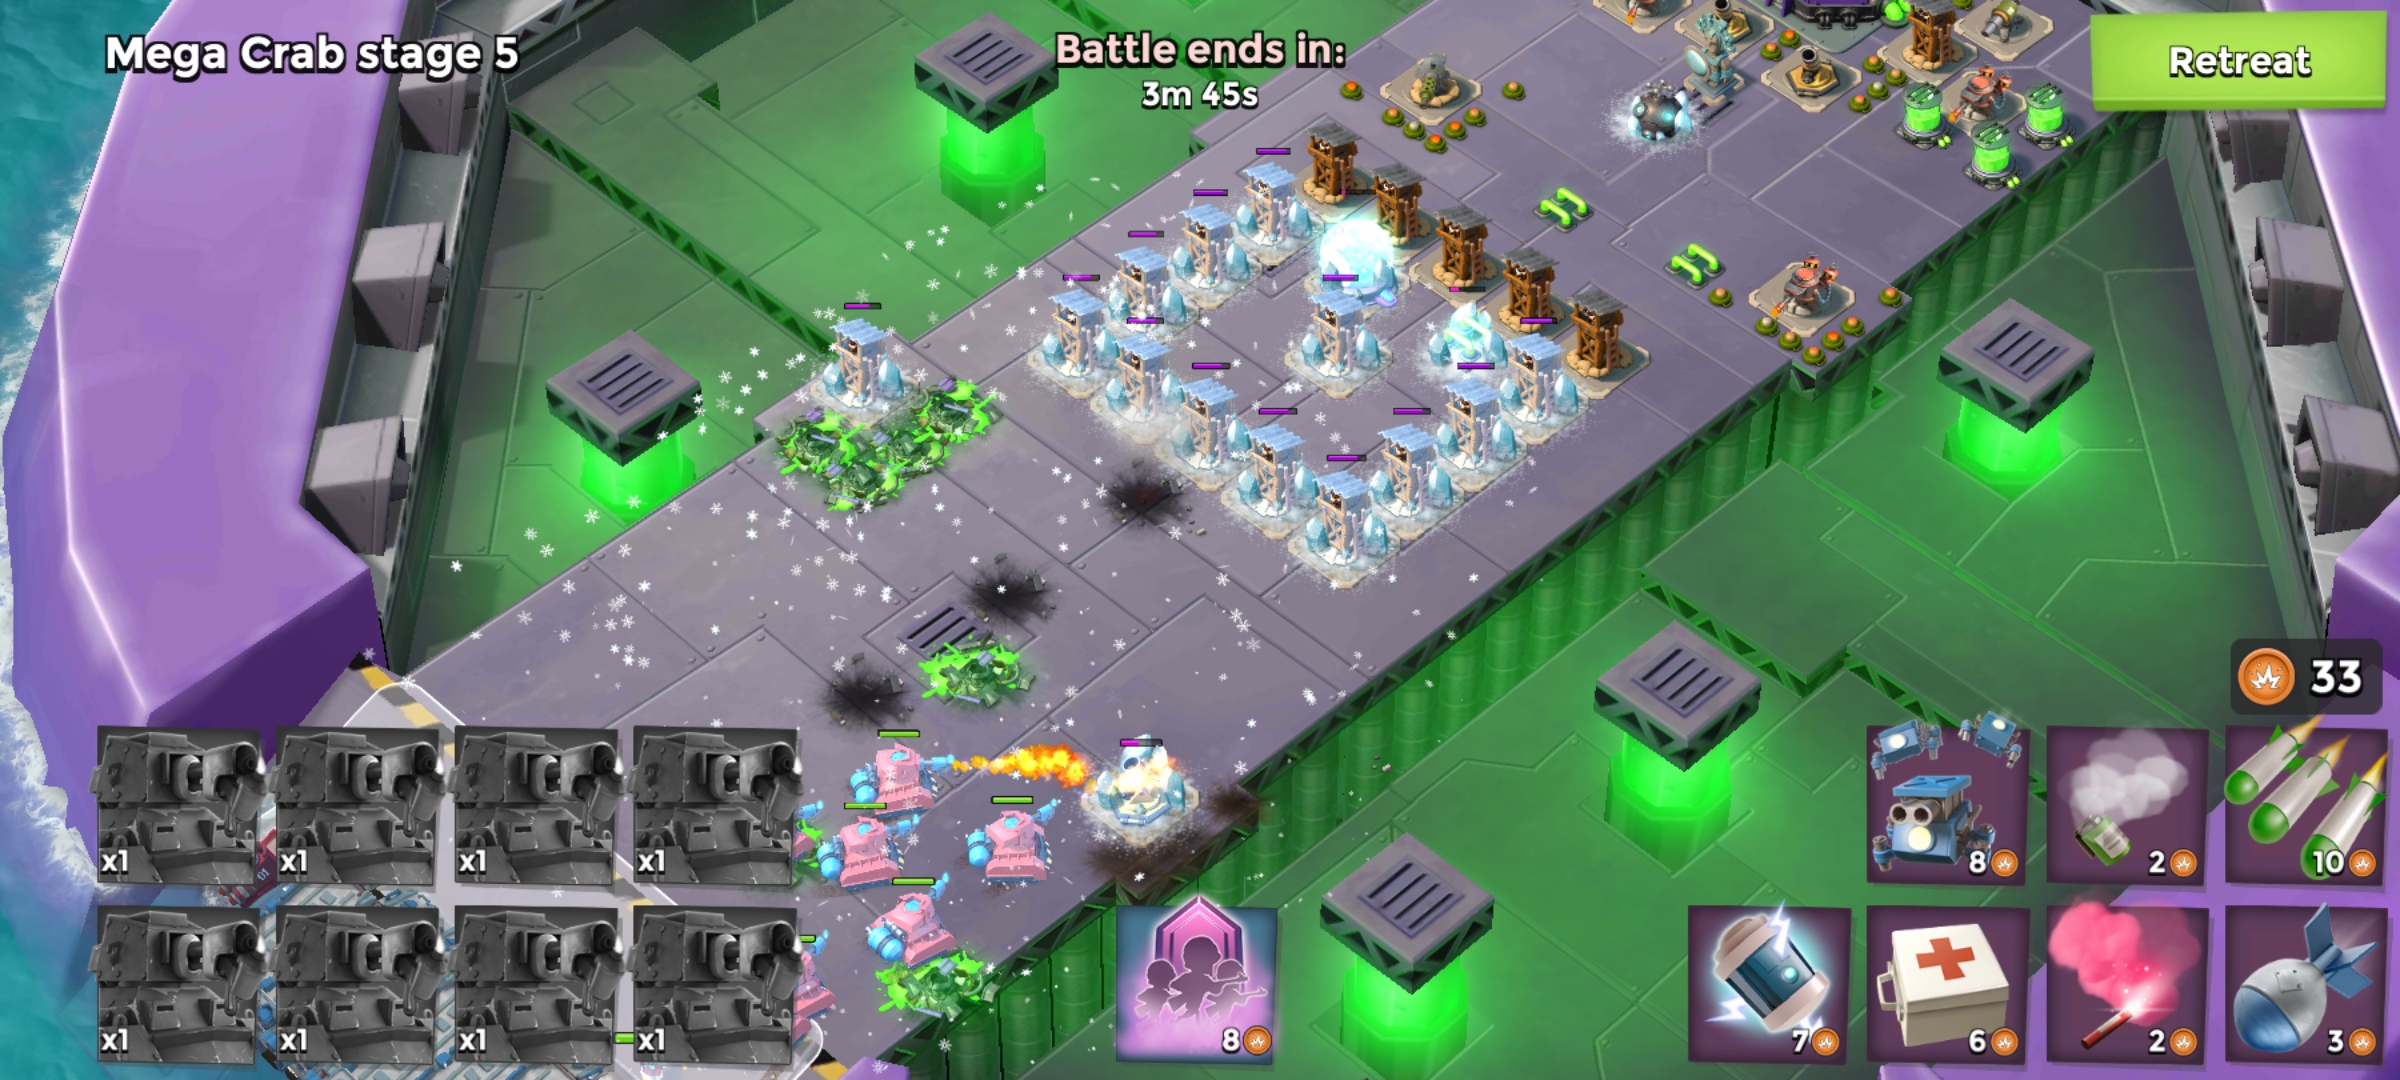 Mega Crab stage 5
Battle ends in:
3m 45s
Retreat
33
x1
x1
x1
x1
8
2
10
x1
x1
x1
x1
8
7
6
2
3